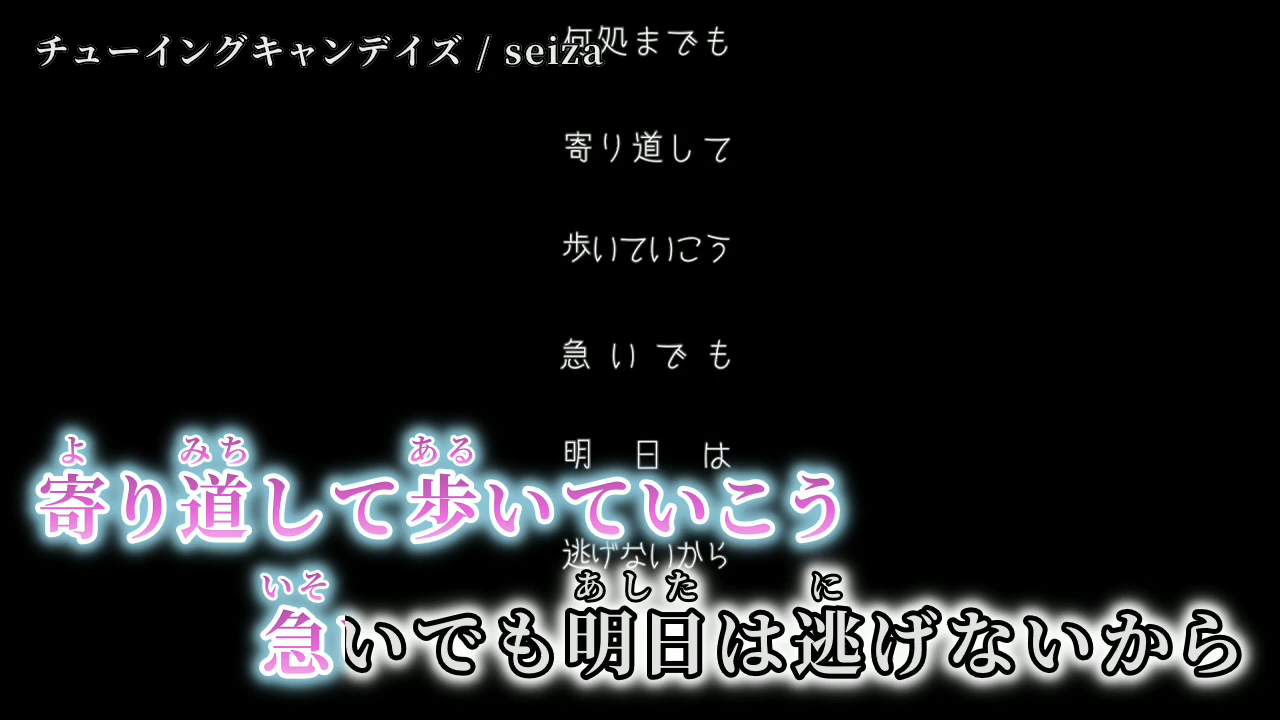 チューイングキャンデイズ / seiza
何処までも
寄り道して
歩いていこう
急いでも
明日は
逃げないから
よ みち ある
寄り道して歩いていこう
いそ あした に
急いでも明日は逃げないから